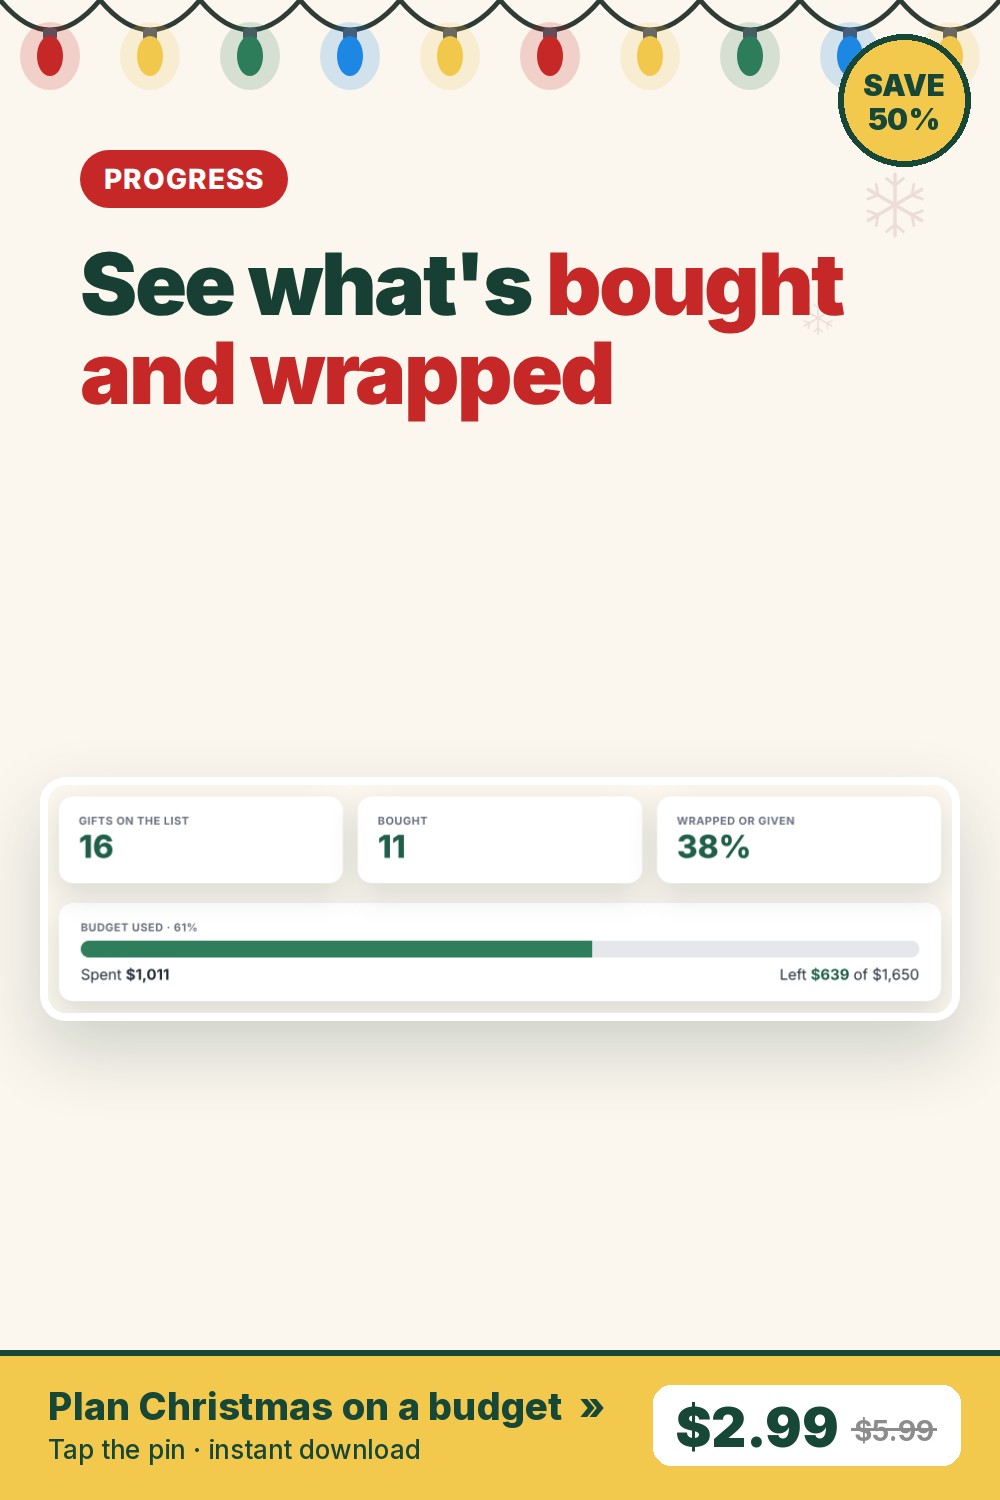 SAVE
50%
PROGRESS
See what's bought
and wrapped
GIFTS ON THE LIST
16
BOUGHT
11
WRAPPED OR GIVEN
38%
BUDGET USED · 61%
Spent $1,011
Left $639 of $1,650
Plan Christmas on a budget »
Tap the pin · instant download
$2.99 $5.99